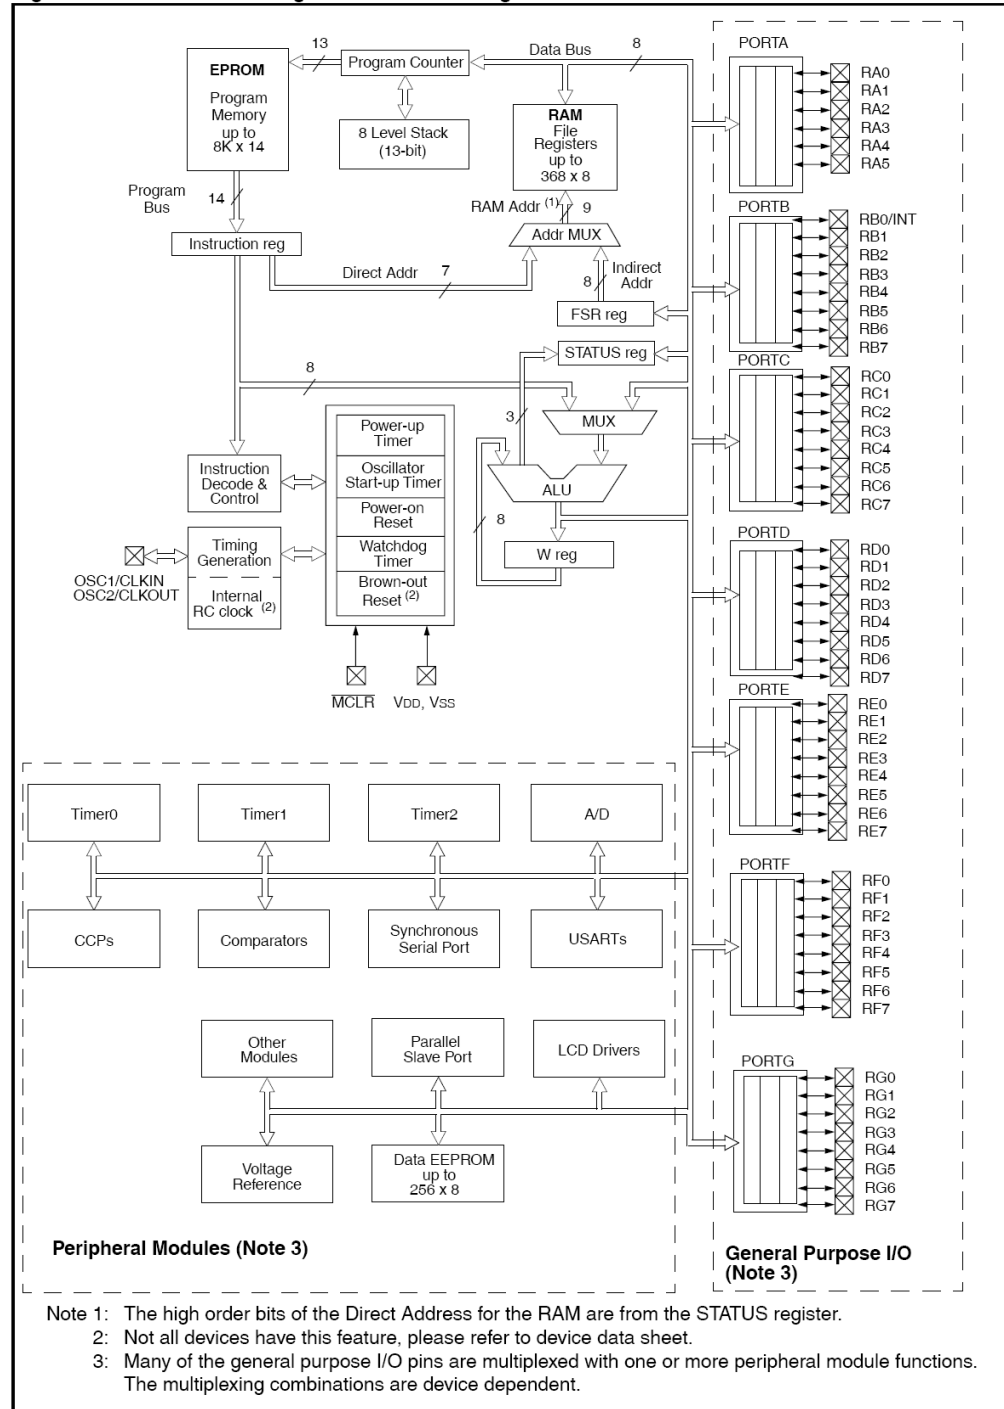 13
Data Bus
8
PORTA
EPROM
Program Counter
Program
Memory
up to
8K x 14
8 Level Stack
(13-bit)
RAM
File
Registers
up to
368 x 8
RA0
RA1
RA2
RA3
RA4
RA5
Program
Bus
14
RAM Addr (1)
9
PORTB
Instruction reg
Addr MUX
RB0/INT
RB1
RB2
RB3
RB4
RB5
RB6
RB7
Direct Addr
7
8
Indirect
Addr
FSR reg
STATUS reg
PORTC
8
3
MUX
RC0
RC1
RC2
RC3
RC4
RC5
RC6
RC7
Power-up
Timer
Instruction
Decode &
Control
Oscillator
Start-up Timer
ALU
Power-on
Reset
8
W reg
PORTD
Timing
Generation
Watchdog
Timer
RD0
RD1
RD2
RD3
RD4
RD5
RD6
RD7
OSC1/CLKIN
OSC2/CLKOUT
Internal
RC clock (2)
Brown-out
Reset (2)
MCLR
VDD, VSS
PORTE
RE0
RE1
RE2
RE3
RE4
RE5
RE6
RE7
Timer0
Timer1
Timer2
A/D
PORTF
CCPs
Comparators
Synchronous
Serial Port
USARTs
RF0
RF1
RF2
RF3
RF4
RF5
RF6
RF7
Other
Modules
Parallel
Slave Port
LCD Drivers
PORTG
RG0
RG1
RG2
RG3
RG4
RG5
RG6
RG7
Voltage
Reference
Data EEPROM
up to
256 x 8
Peripheral Modules (Note 3)
General Purpose I/O
(Note 3)
Note 1: The high order bits of the Direct Address for the RAM are from the STATUS register.
2: Not all devices have this feature, please refer to device data sheet.
3: Many of the general purpose I/O pins are multiplexed with one or more peripheral module functions.
The multiplexing combinations are device dependent.